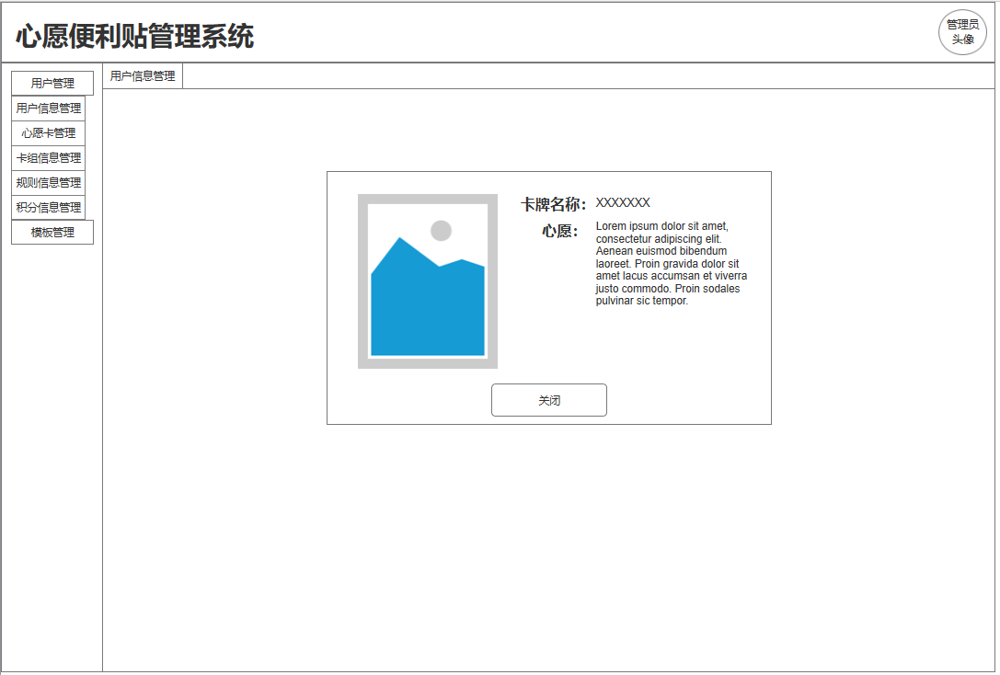 心愿便利贴管理系统
管理员
头像
用户管理
用户信息管理
心愿卡管理
卡组信息管理
规则信息管理
积分信息管理
模板管理
用户信息管理
卡牌名称： XXXXXXX
心愿： Lorem ipsum dolor sit amet,
consectetur adipiscing elit.
Aenean euismod bibendum
laoreet. Proin gravida dolor sit
amet lacus accumsan et viverra
justo commodo. Proin sodales
pulvinar sic tempor.
关闭